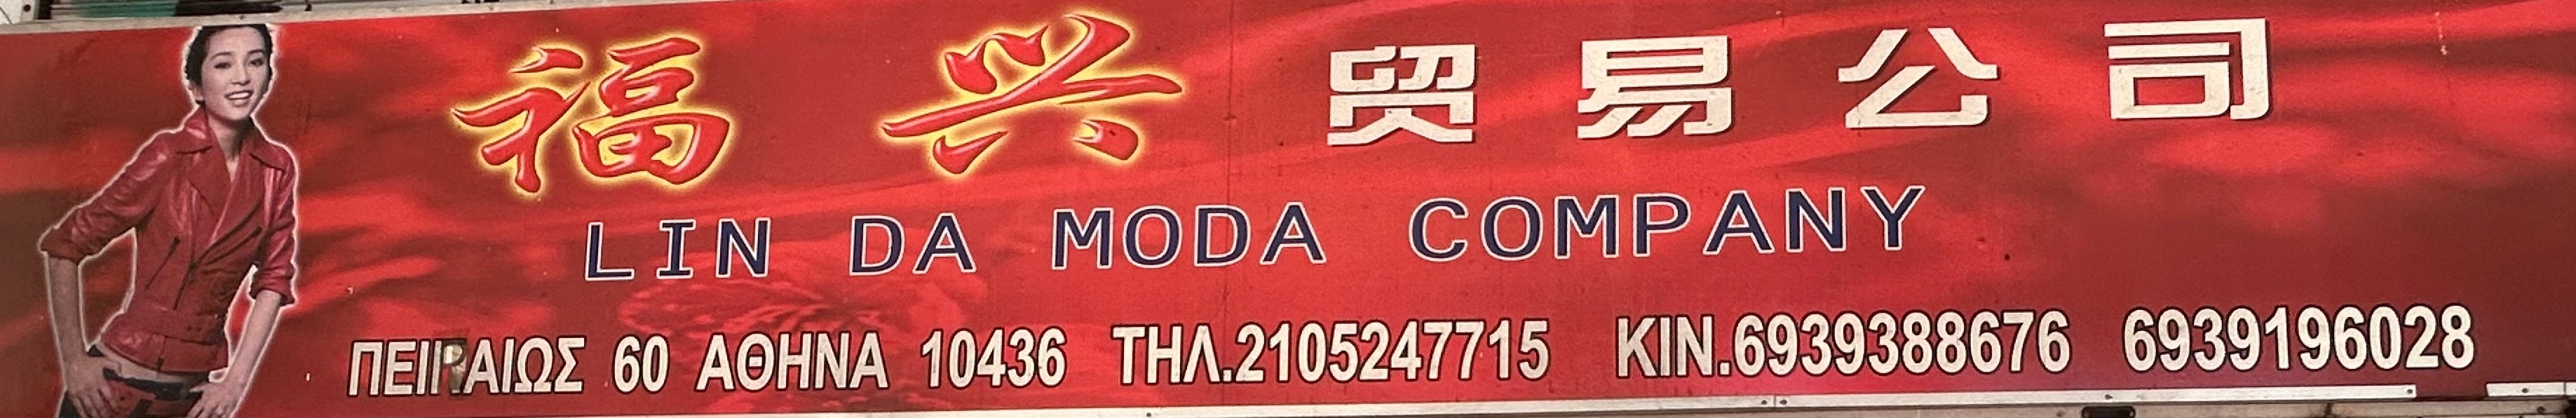 福兴贸易公司
LIN DA MODA COMPANY
ΠΕΙΡΑΙΩΣ 60 ΑΘΗΝΑ 10436 ΤΗΛ.2105247715 ΚΙΝ.6939388676 6939196028